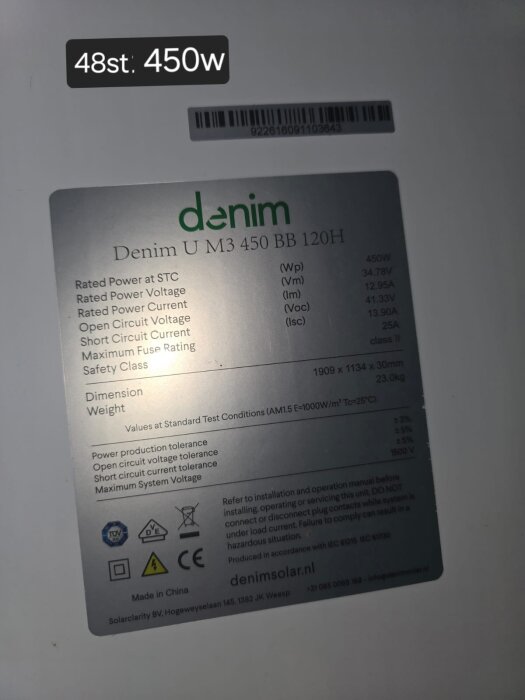 48st: 450w
922616091103643
denim
Denim U M3 450 BB 120H
Rated Power at STC (Wp) 450W
Rated Power Voltage (Vm) 34.78V
Rated Power Current (Im) 12.95A
Open Circuit Voltage (Voc) 41.33V
Short Circuit Current (Isc) 13.90A
Maximum Fuse Rating 25A
Safety Class class II
Dimension 1909 x 1134 x 30mm
Weight 23.0kg
Values at Standard Test Conditions (AM1.5 E=1000W/m² Tc=25°C)
Power production tolerance ±3%
Open circuit voltage tolerance ±5%
Short circuit current tolerance ±5%
Maximum System Voltage 1500 V
Refer to installation and operation manual before
installing, operating or servicing this unit. DO NOT
connect or disconnect plug contacts while system is
under load current. Failure to comply can result in a
hazardous situation.
Produced in accordance with IEC 61215, IEC 61730
TÜV
VDE
CE
denimsolar.nl
Made in China
Solarclarity BV, Hogeweyselaan 145, 1382 JK Weesp